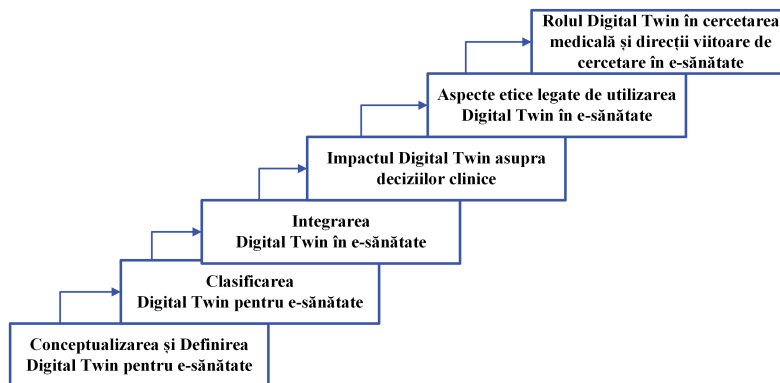 Rolul Digital Twin în cercetarea
medicală și direcții viitoare de
cercetare în e-sănătate
Aspecte etice legate de utilizarea
Digital Twin în e-sănătate
Impactul Digital Twin asupra
deciziilor clinice
Integrarea
Digital Twin în e-sănătate
Clasificarea
Digital Twin pentru e-sănătate
Conceptualizarea și Definirea
Digital Twin pentru e-sănătate